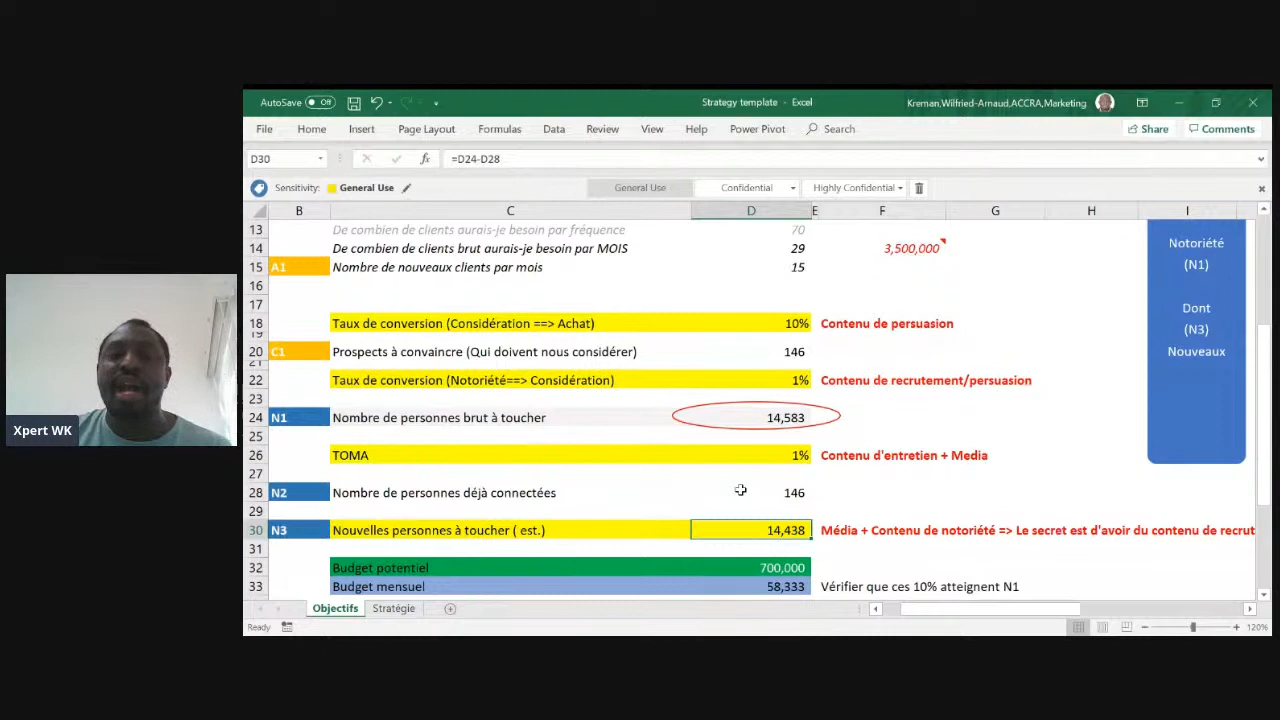 AutoSave Off
Strategy template - Excel
Kreman,Wilfried-Arnaud,ACCRA,Marketing
File Home Insert Page Layout Formulas Data Review View Help Power Pivot Search Share Comments
D30 fx =D24-D28
Sensitivity: General Use General Use Confidential Highly Confidential
B C D E F G H I
13 De combien de clients aurais-je besoin par fréquence 70
14 De combien de clients brut aurais-je besoin par MOIS 29 3,500,000
15 A1 Nombre de nouveaux clients par mois 15
16
17
18 Taux de conversion (Considération ==> Achat) 10% Contenu de persuasion
19
20 C1 Prospects à convaincre (Qui doivent nous considérer) 146
21
22 Taux de conversion (Notoriété==> Considération) 1% Contenu de recrutement/persuasion
23
24 N1 Nombre de personnes brut à toucher 14,583
25
26 TOMA 1% Contenu d'entretien + Media
27
28 N2 Nombre de personnes déjà connectées 146
29
30 N3 Nouvelles personnes à toucher ( est.) 14,438 Média + Contenu de notoriété => Le secret est d'avoir du contenu de recrut
31
32 Budget potentiel 700,000
33 Budget mensuel 58,333 Vérifier que ces 10% atteignent N1
Notoriété
(N1)
Dont
(N3)
Nouveaux
Objectifs Stratégie
Ready
120%
Xpert WK